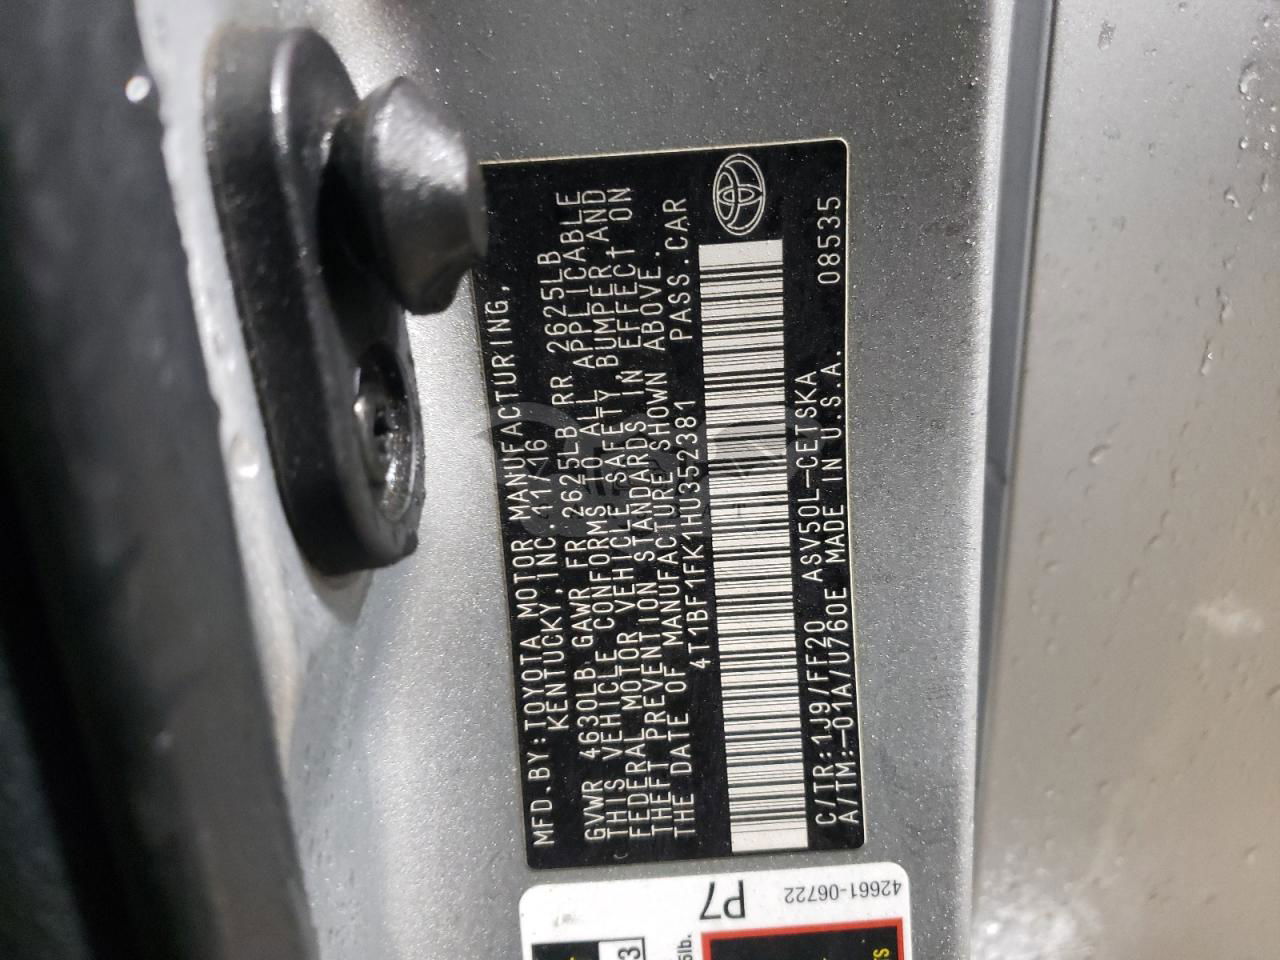 MFD.BY:TOYOTA MOTOR MANUFACTURING,
KENTUCKY,INC.11/16
GVWR 4630LB GAWR FR 2625LB RR 2625LB
THIS VEHICLE CONFORMS TO ALL APPLICABLE
FEDERAL MOTOR VEHICLE SAFETY, BUMPER, AND
THEFT PREVENTION STANDARDS IN EFFECT ON
THE DATE OF MANUFACTURE SHOWN ABOVE.
4T1BF1FK1HU352381 PASS.CAR
C/TR:1J9/FF20 ASV50L-CETSKA 08535
A/TM:-01A/U760E MADE IN U.S.A.
42661-06722
P7
lb.
3